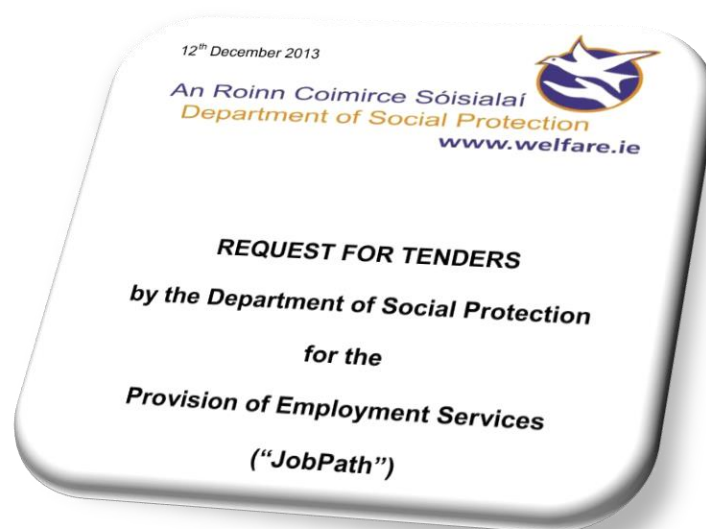 12th December 2013
An Roinn Coimirce Sóisialaí
Department of Social Protection
www.welfare.ie
REQUEST FOR TENDERS
by the Department of Social Protection
for the
Provision of Employment Services
(“JobPath”)